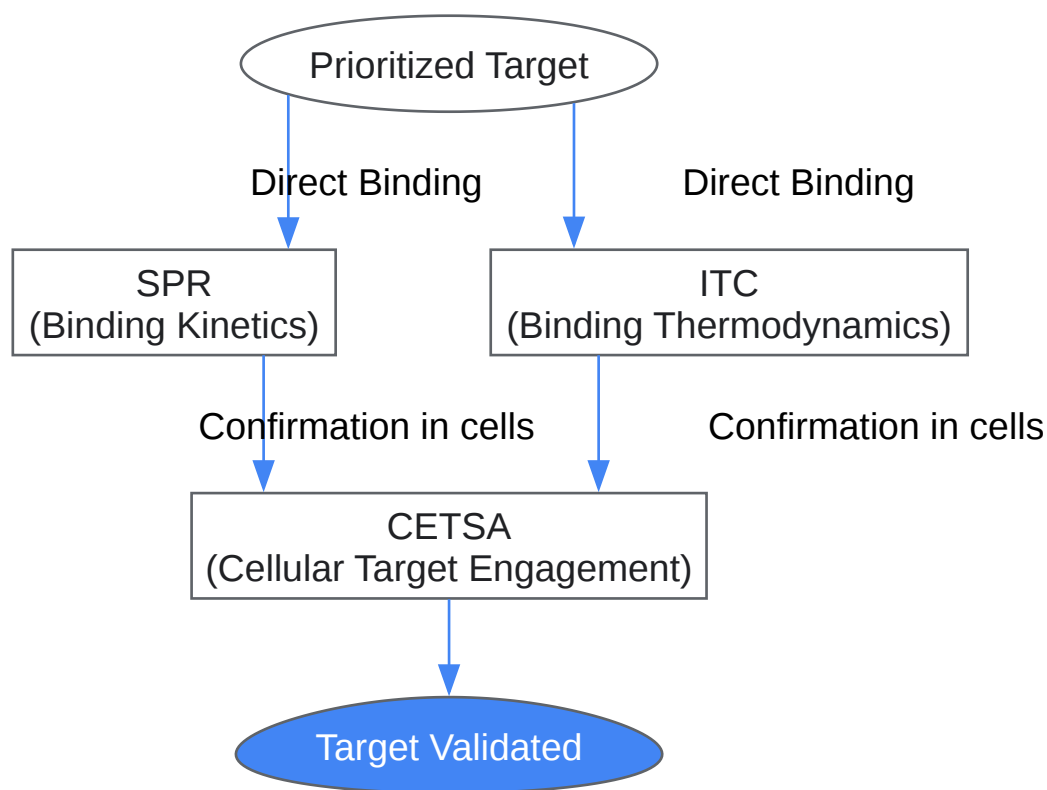 Prioritized Target
Direct Binding
Direct Binding
SPR
(Binding Kinetics)
ITC
(Binding Thermodynamics)
Confirmation in cells
Confirmation in cells
CETSA
(Cellular Target Engagement)
Target Validated